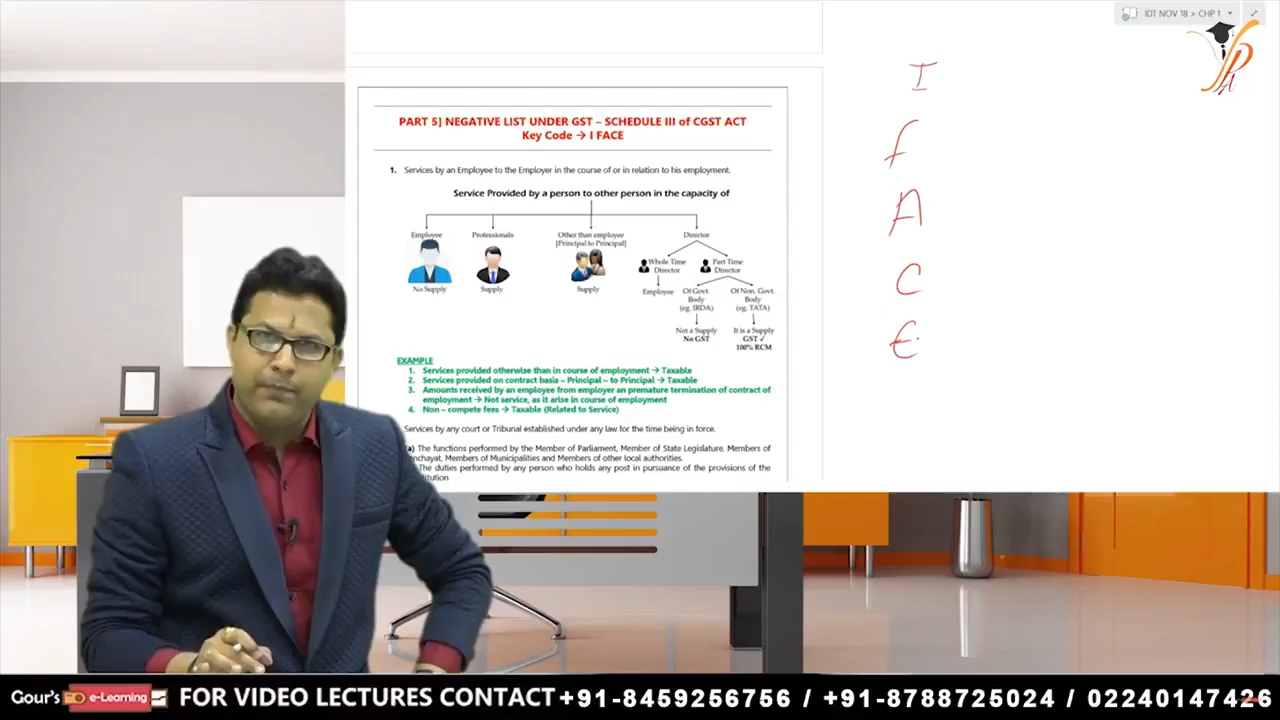 IDT NOV 18 > CHP 1
I
F
A
C
E
PART 5] NEGATIVE LIST UNDER GST – SCHEDULE III of CGST ACT
Key Code → I FACE
1. Services by an Employee to the Employer in the course of or in relation to his employment.
Service Provided by a person to other person in the capacity of
Employee
No Supply
Professionals
Supply
Other than employee
[Principal to Principal]
Supply
Director
Whole Time
Director
Employee
Part Time
Director
Of Govt.
Body
(eg. IRDA)
Not a Supply
No GST
Of Non Govt.
Body
(eg. TATA)
It is a Supply
GST ✓
100% RCM
EXAMPLE
1. Services provided otherwise than in course of employment → Taxable
2. Services provided on contract basis – Principal – to Principal → Taxable
3. Amounts received by an employee from employer an premature termination of contract of
employment → Not service, as it arise in course of employment
4. Non – compete fees → Taxable (Related to Service)
Services by any court or Tribunal established under any law for the time being in force.
a) The functions performed by the Member of Parliament, Member of State Legislature, Members of
nchayat, Members of Municipalities and Members of other local authorities.
The duties performed by any person who holds any post in pursuance of the provisions of the
titution
Gour's e-Learning FOR VIDEO LECTURES CONTACT +91-8459256756 / +91-8788725024 / 02240147426